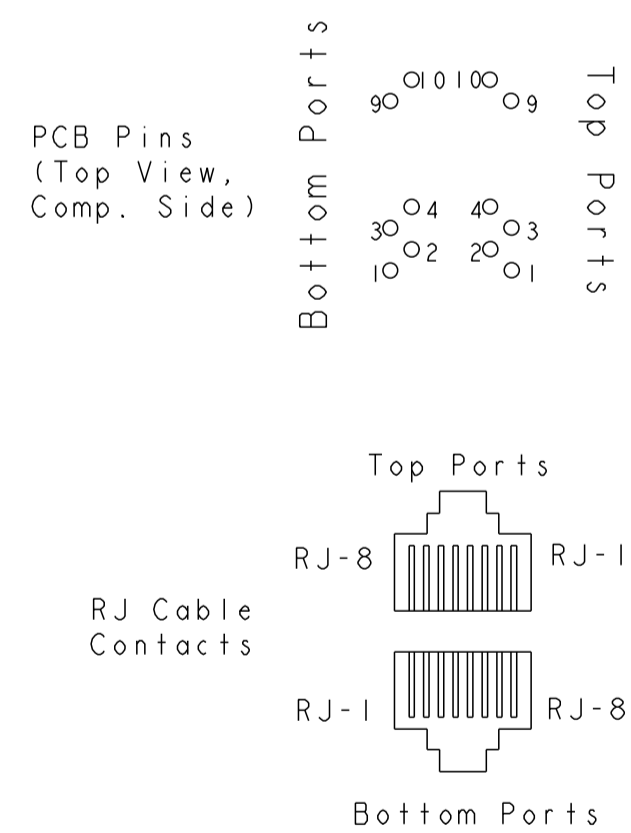 Bottom Ports
Top Ports
PCB Pins
(Top View,
Comp. Side)
10 10
9 9
4 4
3 3
2 2
1 1
Top Ports
RJ-8 RJ-1
RJ Cable
Contacts
RJ-1 RJ-8
Bottom Ports